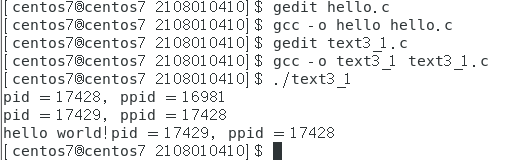 [centos7@centos7 2108010410]$ gedit hello.c
[centos7@centos7 2108010410]$ gcc -o hello hello.c
[centos7@centos7 2108010410]$ gedit text3_1.c
[centos7@centos7 2108010410]$ gcc -o text3_1 text3_1.c
[centos7@centos7 2108010410]$ ./text3_1
pid = 17428, ppid = 16981
pid = 17429, ppid = 17428
hello world!pid = 17429, ppid = 17428
[centos7@centos7 2108010410]$